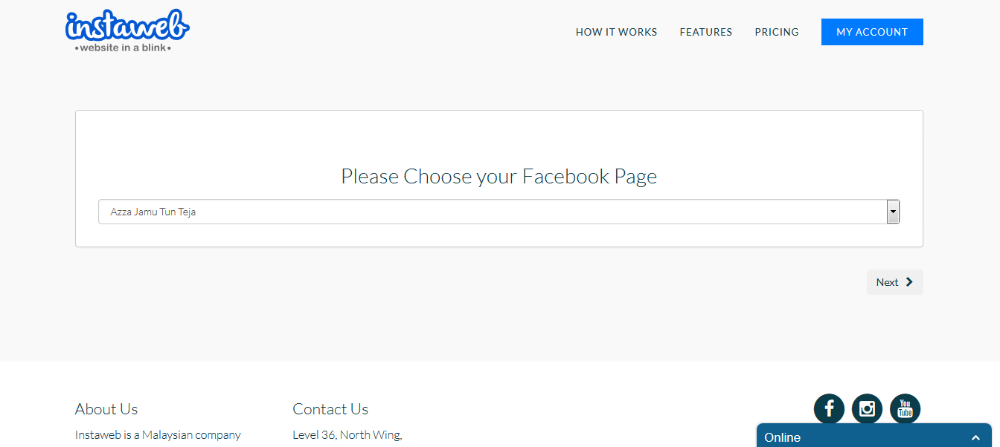 instaweb
•website in a blink•
HOW IT WORKS
FEATURES
PRICING
MY ACCOUNT
Please Choose your Facebook Page
Azza Jamu Tun Teja
Next
About Us
Instaweb is a Malaysian company
Contact Us
Level 36, North Wing,
You
Tube
Online